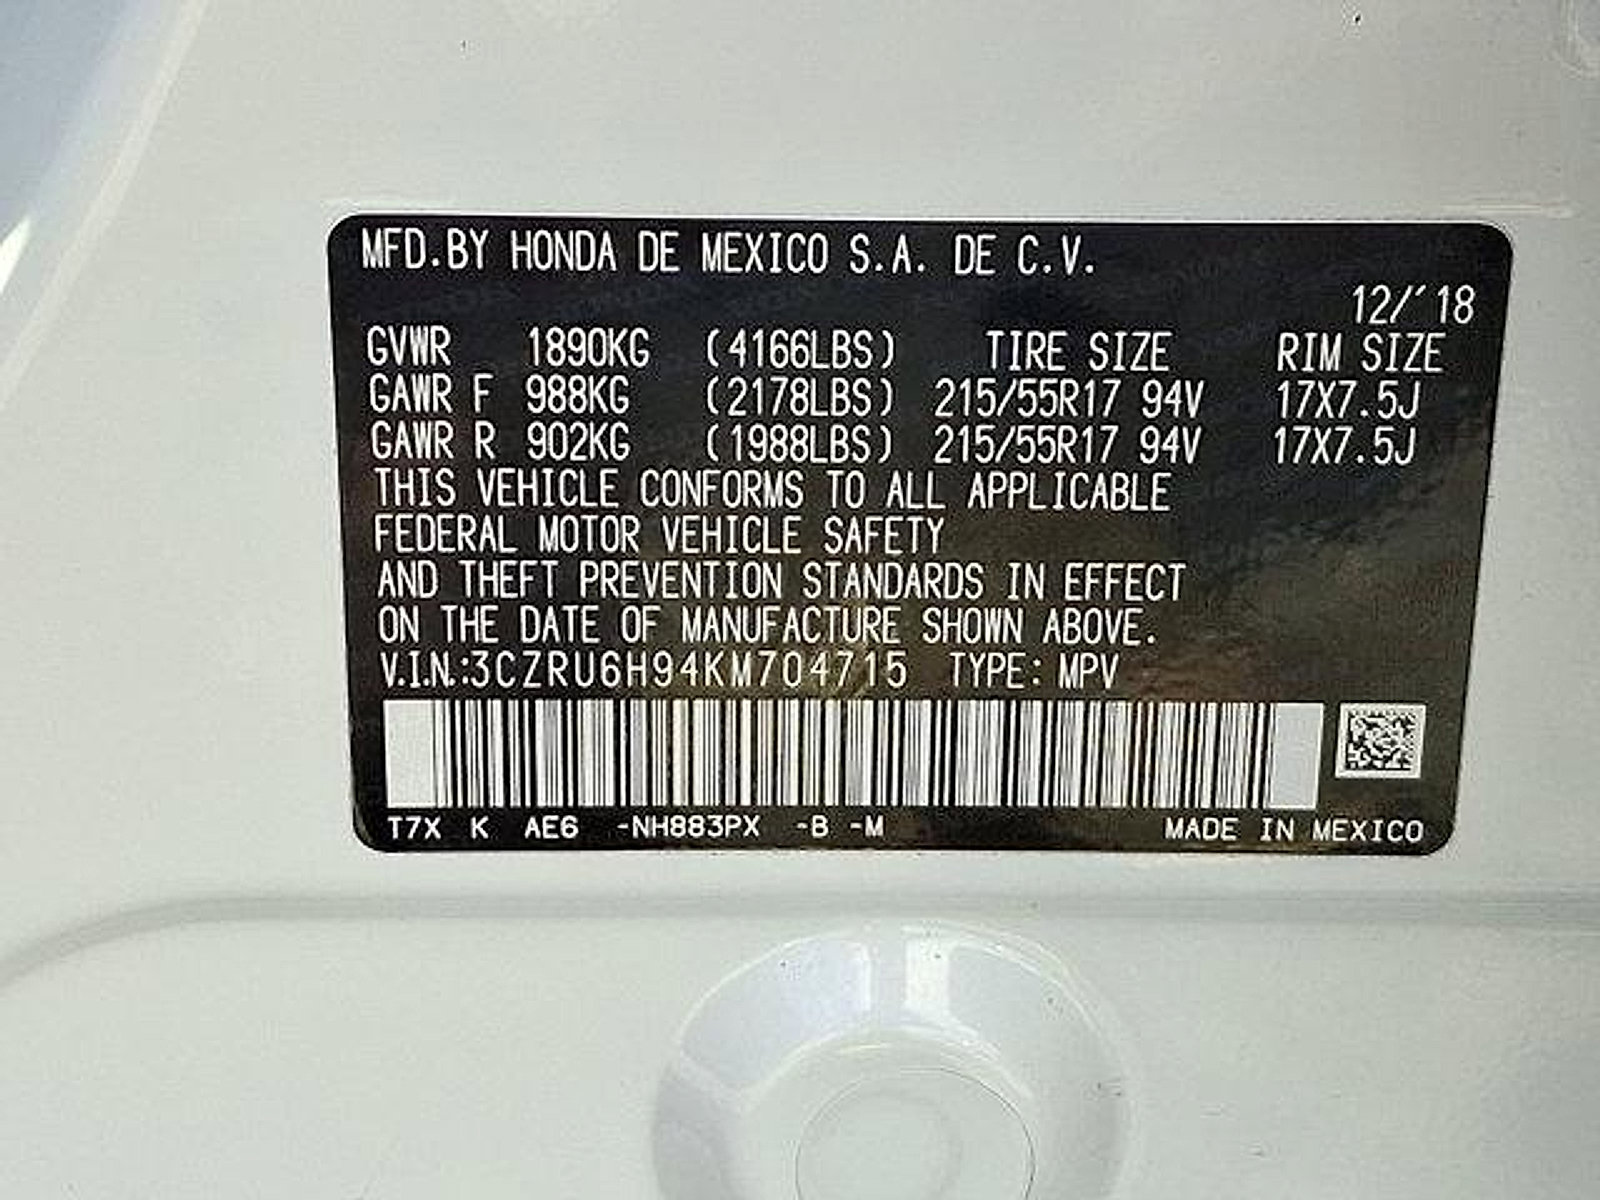 MFD.BY HONDA DE MEXICO S.A. DE C.V.
12/´18
GVWR 1890KG (4166LBS) TIRE SIZE RIM SIZE
GAWR F 988KG (2178LBS) 215/55R17 94V 17X7.5J
GAWR R 902KG (1988LBS) 215/55R17 94V 17X7.5J
THIS VEHICLE CONFORMS TO ALL APPLICABLE
FEDERAL MOTOR VEHICLE SAFETY
AND THEFT PREVENTION STANDARDS IN EFFECT
ON THE DATE OF MANUFACTURE SHOWN ABOVE.
V.I.N.:3CZRU6H94KM704715 TYPE: MPV
T7X K AE6 -NH883PX -B -M MADE IN MEXICO